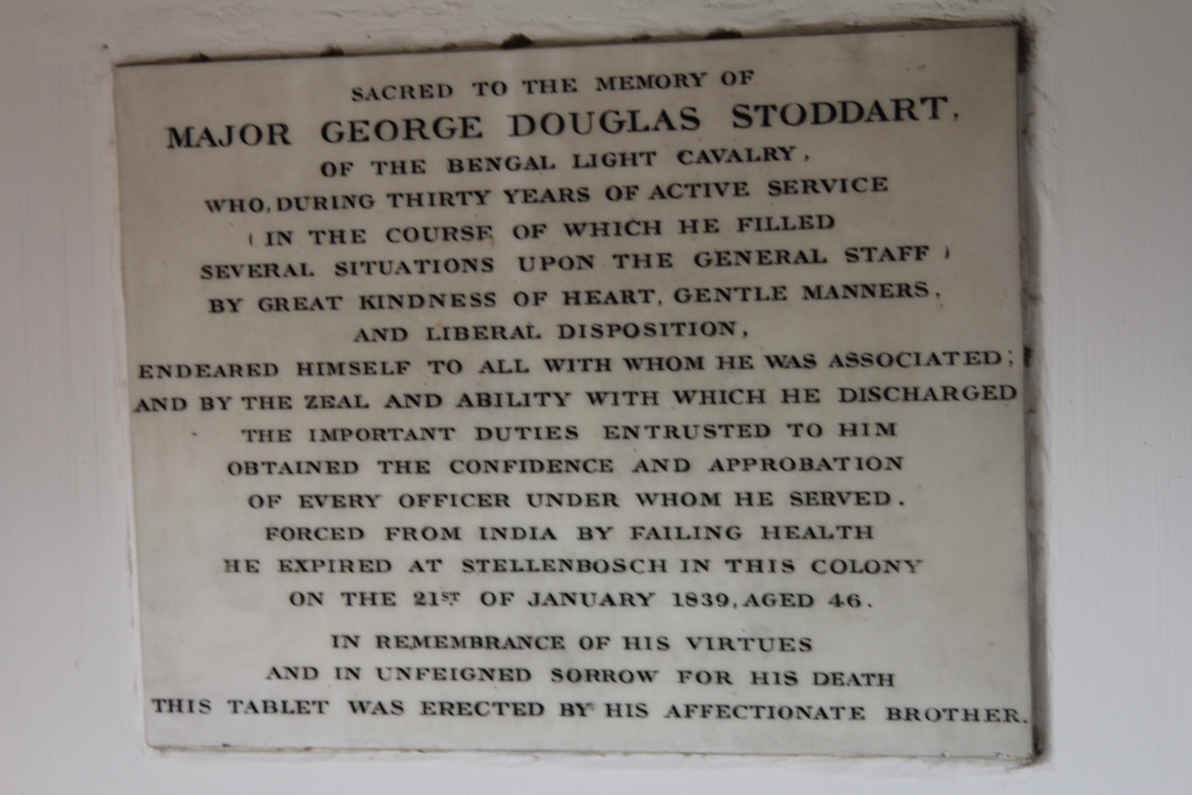 SACRED TO THE MEMORY OF
MAJOR GEORGE DOUGLAS STODDART,
OF THE BENGAL LIGHT CAVALRY,
WHO, DURING THIRTY YEARS OF ACTIVE SERVICE
(IN THE COURSE OF WHICH HE FILLED
SEVERAL SITUATIONS UPON THE GENERAL STAFF)
BY GREAT KINDNESS OF HEART, GENTLE MANNERS,
AND LIBERAL DISPOSITION,
ENDEARED HIMSELF TO ALL WITH WHOM HE WAS ASSOCIATED;
AND BY THE ZEAL AND ABILITY WITH WHICH HE DISCHARGED
THE IMPORTANT DUTIES ENTRUSTED TO HIM
OBTAINED THE CONFIDENCE AND APPROBATION
OF EVERY OFFICER UNDER WHOM HE SERVED.
FORCED FROM INDIA BY FAILING HEALTH
HE EXPIRED AT STELLENBOSCH IN THIS COLONY
ON THE 21ST OF JANUARY 1839, AGED 46.
IN REMEMBRANCE OF HIS VIRTUES
AND IN UNFEIGNED SORROW FOR HIS DEATH
THIS TABLET WAS ERECTED BY HIS AFFECTIONATE BROTHER.